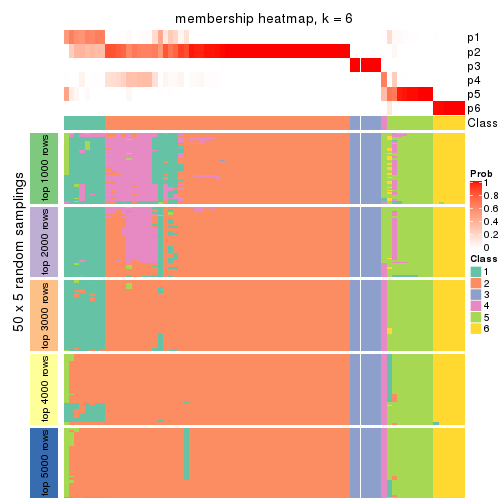 membership heatmap, k = 6
p1
p2
p3
p4
p5
p6
Class
50 x 5 random samplings
top 1000 rows
top 2000 rows
top 3000 rows
top 4000 rows
top 5000 rows
Prob
1
0.8
0.6
0.4
0.2
0
Class
1
2
3
4
5
6